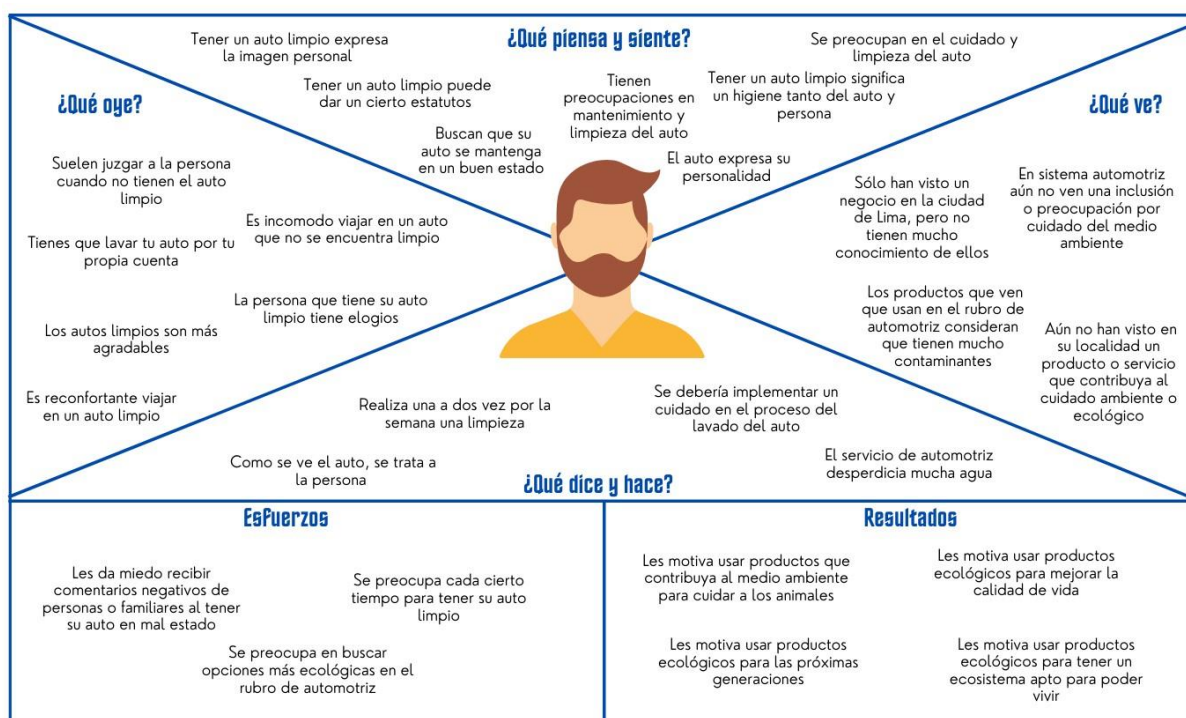 ¿Qué piensa y siente?
Tener un auto limpio expresa
la imagen personal
Tener un auto limpio puede
dar un cierto estatutos
Buscan que su
auto se mantenga
en un buen estado
Tienen
preocupaciones en
mantenimiento y
limpieza del auto
Se preocupan en el cuidado y
limpieza del auto
Tener un auto limpio significa
un higiene tanto del auto y
persona
El auto expresa su
personalidad
¿Qué oye?
Suelen juzgar a la persona
cuando no tienen el auto
limpio
Es incomodo viajar en un auto
que no se encuentra limpio
Tienes que lavar tu auto por tu
propia cuenta
La persona que tiene su auto
limpio tiene elogios
Los autos limpios son más
agradables
Es reconfortante viajar
en un auto limpio
¿Qué ve?
Sólo han visto un
negocio en la ciudad
de Lima, pero no
tienen mucho
conocimiento de ellos
En sistema automotriz
aún no ven una inclusión
o preocupación por
cuidado del medio
ambiente
Los productos que ven
que usan en el rubro de
automotriz consideran
que tienen mucho
contaminantes
Aún no han visto en
su localidad un
producto o servicio
que contribuya al
cuidado ambiente o
ecológico
Realiza una a dos vez por la
semana una limpieza
Se debería implementar un
cuidado en el proceso del
lavado del auto
Como se ve el auto, se trata a
la persona
El servicio de automotriz
desperdicia mucha agua
¿Qué dice y hace?
Esfuerzos
Les da miedo recibir
comentarios negativos de
personas o familiares al tener
su auto en mal estado
Se preocupa cada cierto
tiempo para tener su auto
limpio
Se preocupa en buscar
opciones más ecológicas en el
rubro de automotriz
Resultados
Les motiva usar productos que
contribuya al medio ambiente
para cuidar a los animales
Les motiva usar productos
ecológicos para mejorar la
calidad de vida
Les motiva usar productos
ecológicos para las próximas
generaciones
Les motiva usar productos
ecológicos para tener un
ecosistema apto para poder
vivir